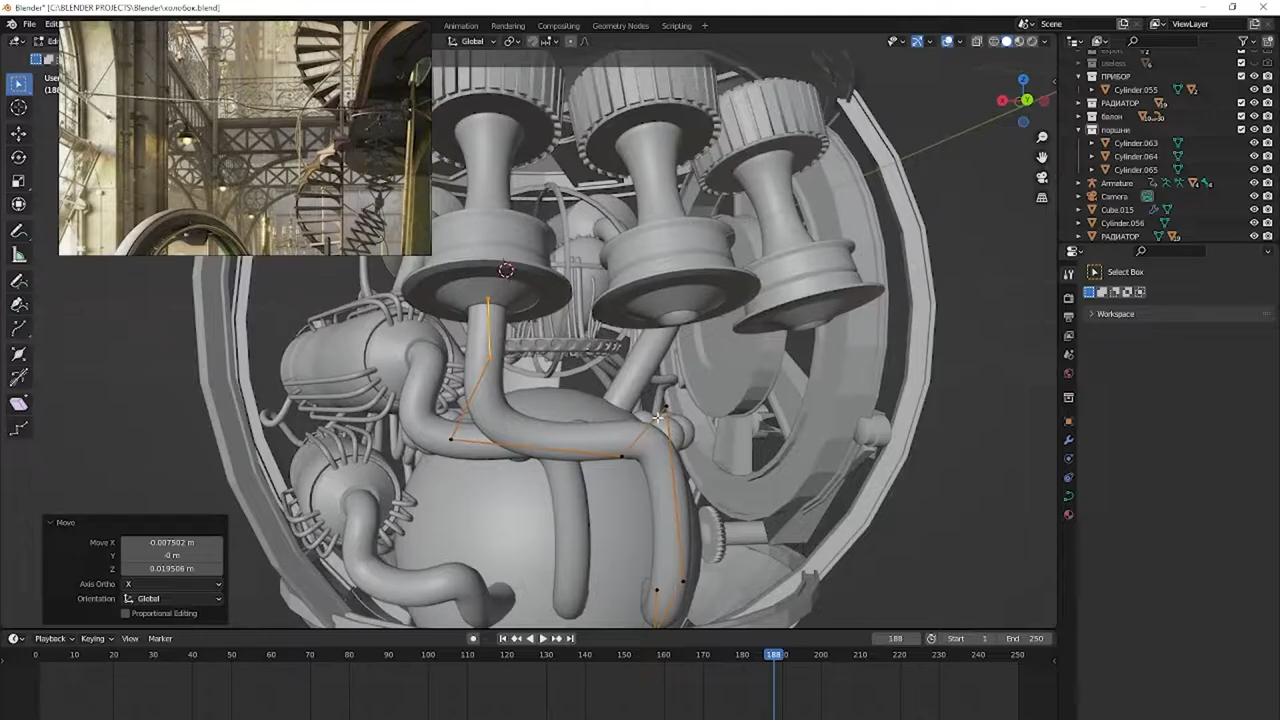 Blender* [C:\BLENDER PROJECTS\Blender\колобок.blend]
File
Animation
Rendering
Compositing
Geometry Nodes
Scripting
+
Scene
ViewLayer
Global
useless
ПРИБОР
Cylinder.055
РАДИАТОР
балон
поршни
Cylinder.063
Cylinder.064
Cylinder.065
Armature
Camera
Cube.015
Cylinder.056
РАДИАТОР
Select Box
Workspace
Move
Move X
-0.007502 m
Y
-0 m
Z
0.019506 m
Axis Ortho
X
Orientation
Global
Proportional Editing
Playback
Keying
View
Marker
188
Start
1
End
250
0
10
20
30
40
50
60
70
80
90
100
110
120
130
140
150
160
170
180
188
200
210
220
230
240
250